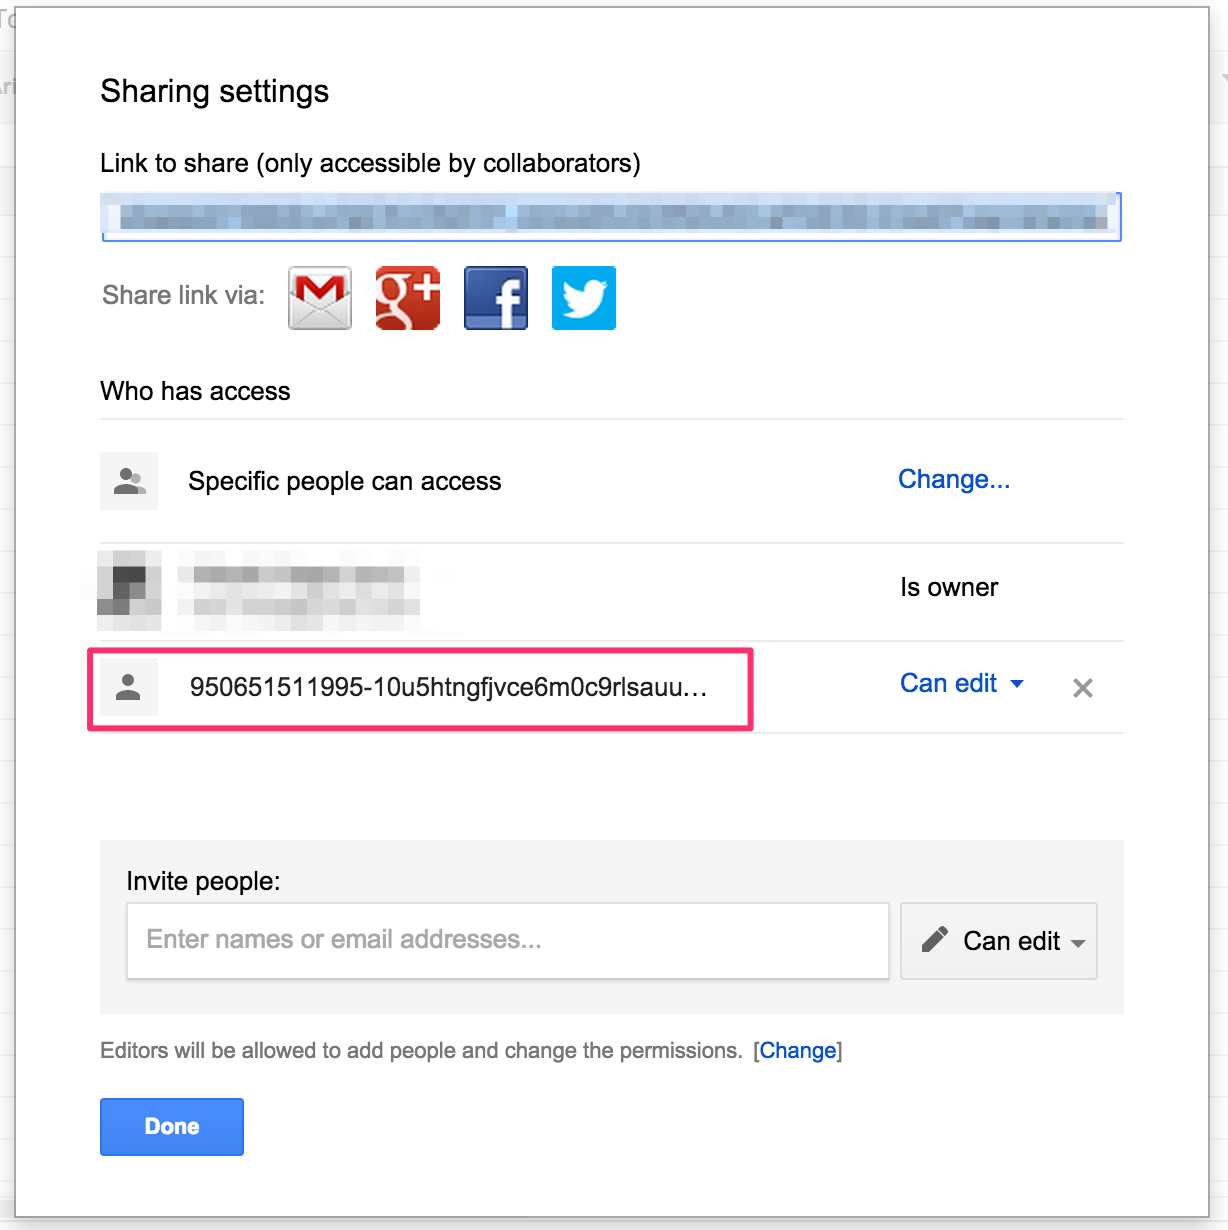 To
Ari
Sharing settings
Link to share (only accessible by collaborators)
Share link via:
Who has access
Specific people can access
Change...
Is owner
950651511995-10u5htngfjvce6m0c9rlsauu...
Can edit
Invite people:
Enter names or email addresses...
Can edit
Editors will be allowed to add people and change the permissions. [Change]
Done